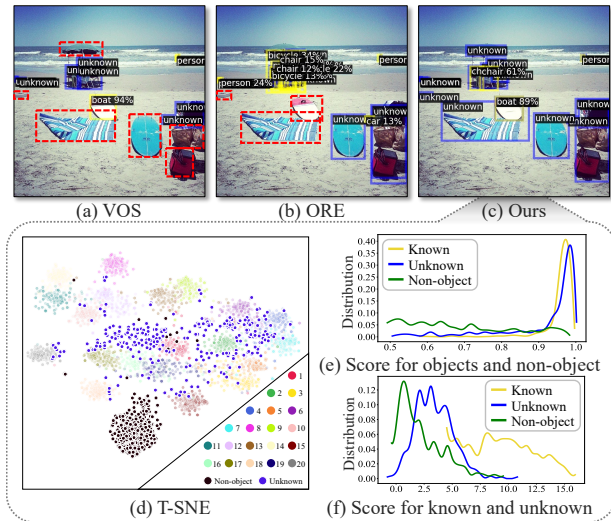 unknown
unknown
unknown
person
unknown
boat 94%
unknown
(a) VOS
bicycle 34%
chair 15%
chair 12%
le 22%
bicycle 13%
person
person 24%
unknown
unknown
car 13%
(b) ORE
unknown
unknown
person
chair 61%
unknown
boat 89%
unknown
unknown
unknown
unknown
(c) Ours
1
2
3
4
5
6
7
8
9
10
11
12
13
14
15
16
17
18
19
20
Non-object
Unknown
(d) T-SNE
Distribution
0.40
0.35
0.30
0.25
0.20
0.15
0.10
0.05
0.00
Known
Unknown
Non-object
0.5
0.6
0.7
0.8
0.9
1.0
(e) Score for objects and non-object
Distribution
0.12
0.10
0.08
0.06
0.04
0.02
0.00
Known
Unknown
Non-object
0.0
2.5
5.0
7.5
10.0
12.5
15.0
(f) Score for known and unknown